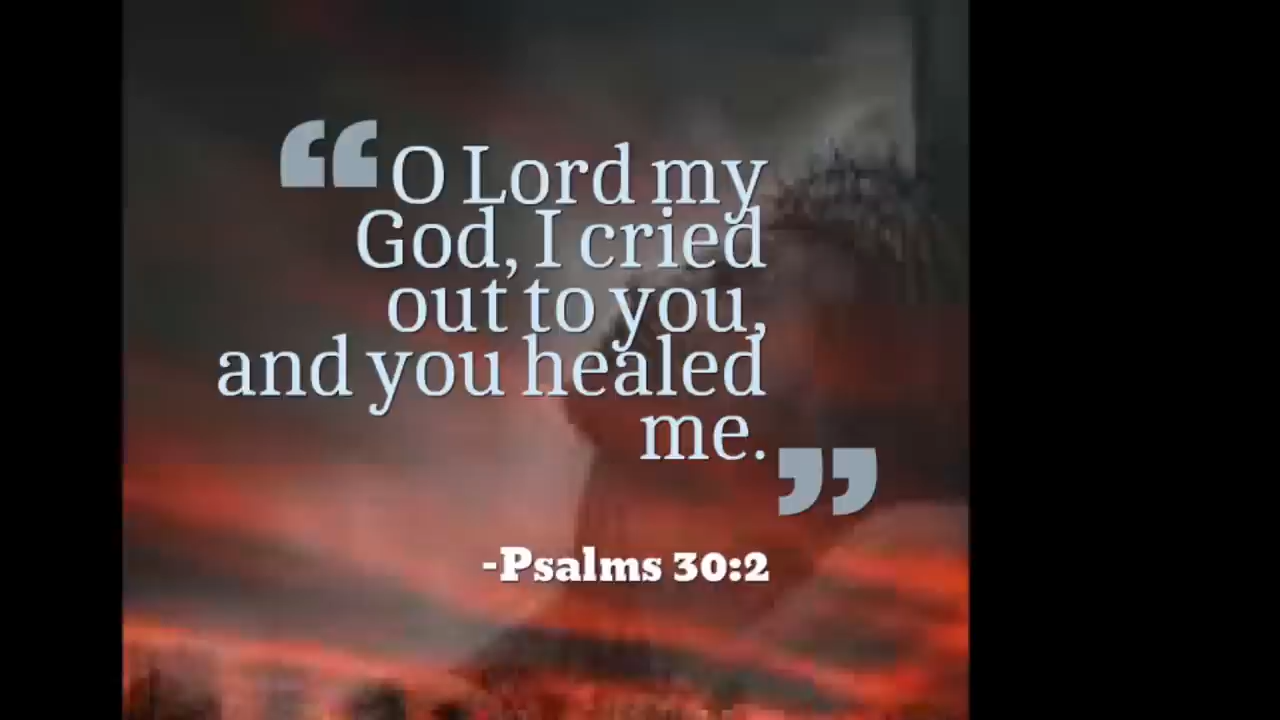 “O Lord my
God, I cried
out to you,
and you healed
me.”
-Psalms 30:2